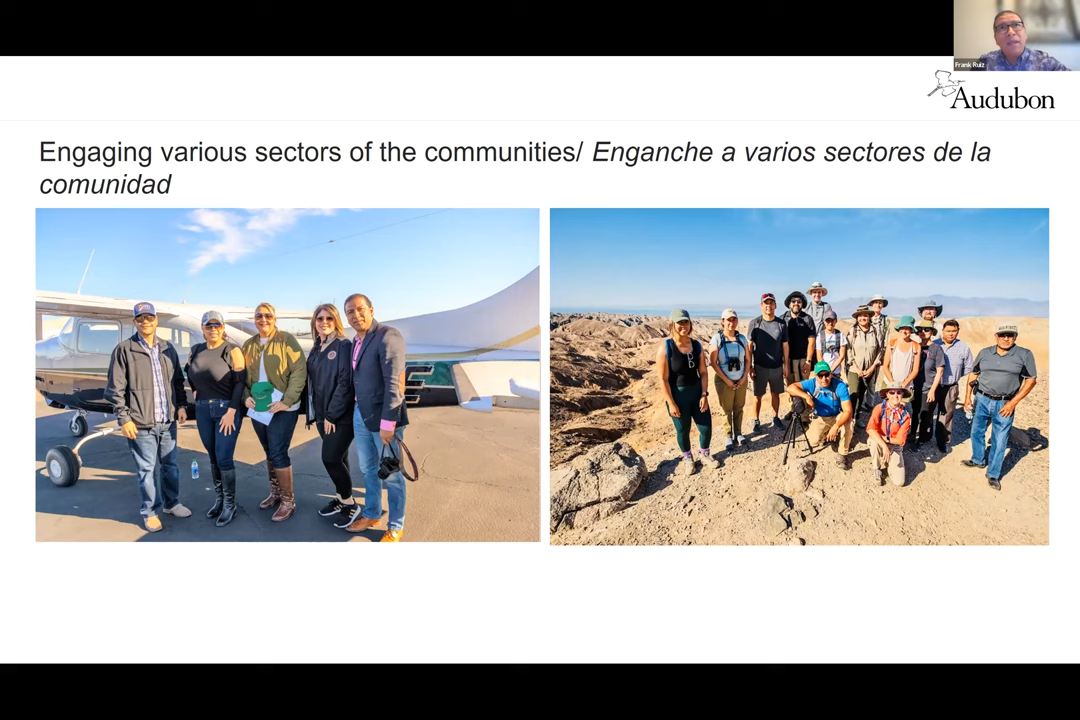 Frank Ruiz
Audubon
Engaging various sectors of the communities/ Enganche a varios sectores de la
comunidad